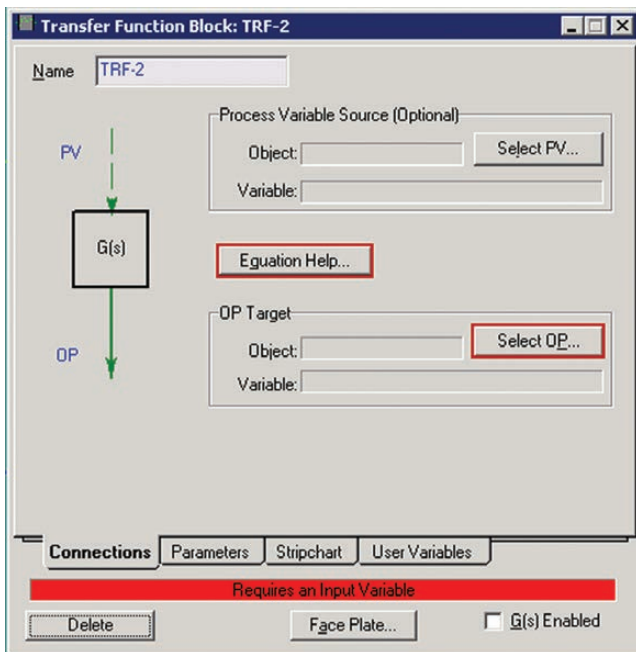 Transfer Function Block: TRF-2
Name TRF-2
Process Variable Source (Optional)
PV
Object:
Select PV...
Variable:
G(s)
Eguation Help...
OP Target
OP
Object:
Select OP...
Variable:
Connections
Parameters
Stripchart
User Variables
Requires an Input Variable
Delete
Face Plate...
G(s) Enabled